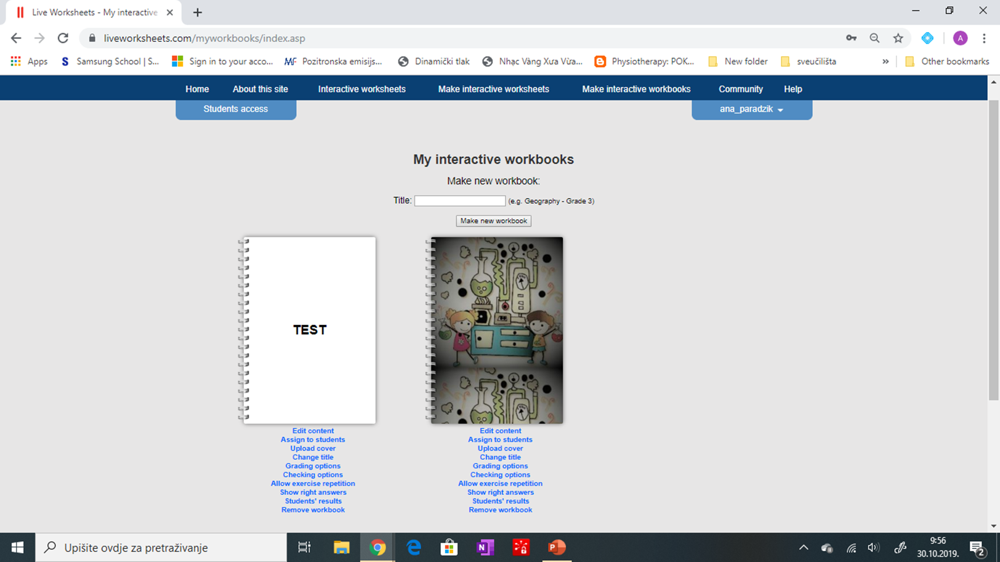 Live Worksheets - My interactive
liveworksheets.com/myworkbooks/index.asp
A
Apps
S Samsung School | S...
Sign in to your acco...
MF Pozitronska emisijs...
Dinamički tlak
Nhạc Vàng Xưa Vừa...
Physiotherapy: POK...
New folder
sveučilišta
»
Other bookmarks
Home About this site Interactive worksheets Make interactive worksheets Make interactive workbooks Community Help
Students access
ana_paradzik
My interactive workbooks
Make new workbook:
Title: (e.g. Geography - Grade 3)
Make new workbook
TEST
Edit content
Assign to students
Upload cover
Change title
Grading options
Checking options
Allow exercise repetition
Show right answers
Students' results
Remove workbook
Edit content
Assign to students
Upload cover
Change title
Grading options
Checking options
Allow exercise repetition
Show right answers
Students' results
Remove workbook
Upišite ovdje za pretraživanje
N
P
9:56
30.10.2019.
2